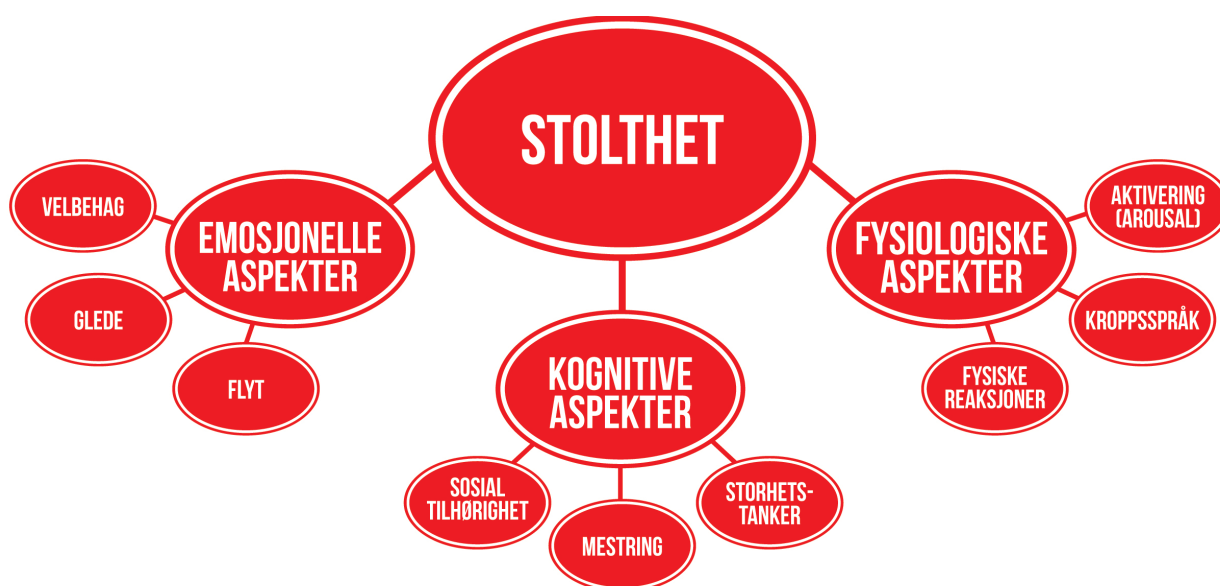 STOLTHET
EMOSJONELLE
ASPEKTER
VELBEHAG
GLEDE
FLYT
KOGNITIVE
ASPEKTER
SOSIAL
TILHØRIGHET
MESTRING
STORHETS-
TANKER
FYSIOLOGISKE
ASPEKTER
AKTIVERING
(AROUSAL)
KROPPSSPRÅK
FYSISKE
REAKSJONER